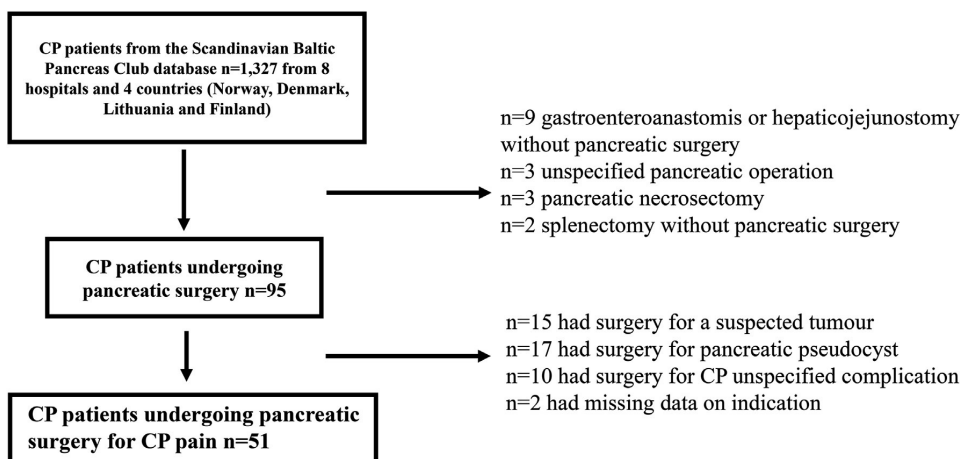 CP patients from the Scandinavian Baltic
Pancreas Club database n=1,327 from 8
hospitals and 4 countries (Norway, Denmark,
Lithuania and Finland)
n=9 gastroenteroanastomis or hepaticojejunostomy
without pancreatic surgery
n=3 unspecified pancreatic operation
n=3 pancreatic necrosectomy
n=2 splenectomy without pancreatic surgery
CP patients undergoing
pancreatic surgery n=95
n=15 had surgery for a suspected tumour
n=17 had surgery for pancreatic pseudocyst
n=10 had surgery for CP unspecified complication
n=2 had missing data on indication
CP patients undergoing pancreatic
surgery for CP pain n=51